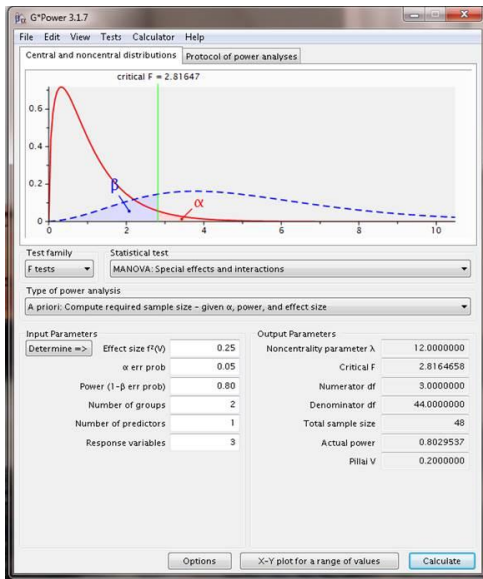 G*Power 3.1.7
File Edit View Tests Calculator Help
Central and noncentral distributions Protocol of power analyses
critical F = 2.81647
0.6
0.4
0.2
0
β
α
0 2 4 6 8 10
Test family Statistical test
F tests MANOVA: Special effects and interactions
Type of power analysis
A priori: Compute required sample size – given α, power, and effect size
Input Parameters Output Parameters
Determine => Effect size f²(V) 0.25 Noncentrality parameter λ 12.0000000
α err prob 0.05 Critical F 2.8164658
Power (1-β err prob) 0.80 Numerator df 3.0000000
Number of groups 2 Denominator df 44.0000000
Number of predictors 1 Total sample size 48
Response variables 3 Actual power 0.8029537
Pillai V 0.2000000
Options X-Y plot for a range of values Calculate